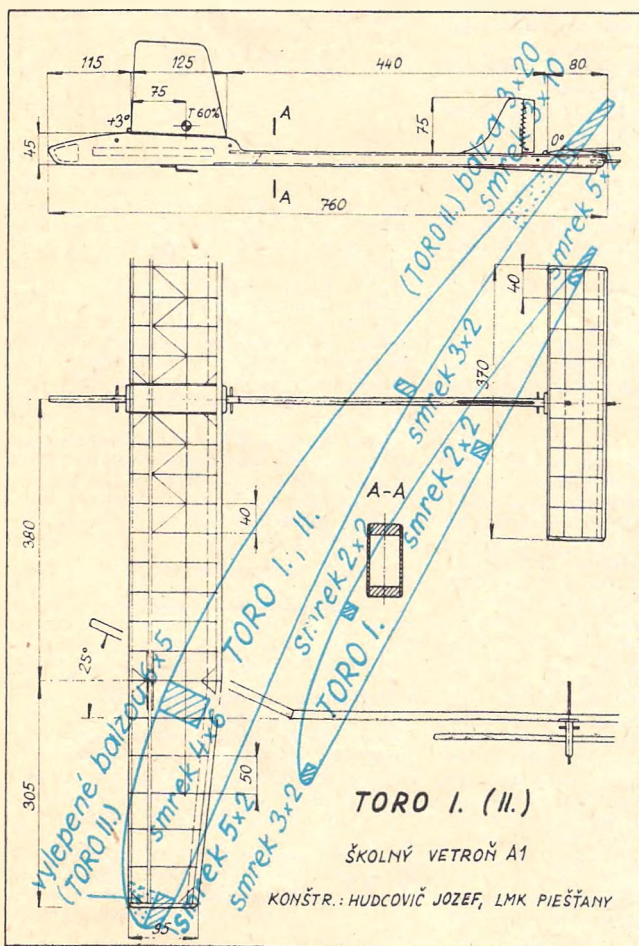 115
125
440
80
75
T60%
+3°
A
75
0°
45
A
760
(TORO II.) balza 3×20
smrek 3×10
smrek 5×2
40
370
smrek 3×2
smrek 2×2
A-A
40
380
TORO I., II.
smrek 2×2
TORO I.
25°
vylepené balzou 6×5
(TORO II.)
smrek 4×6
50
305
smrek 5×2
smrek 3×2
95
TORO I. (II.)
ŠKOLNÝ VETROŇ A1
KONŠTR.: HUDCOVIČ JOZEF, LMK PIEŠŤANY